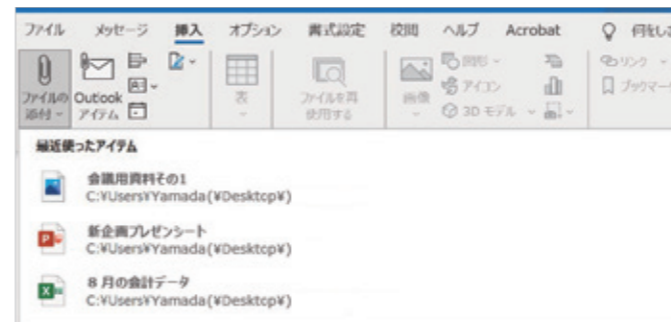 ファイル メッセージ 挿入 オプション 書式設定 校閲 ヘルプ Acrobat 何をし
ファイルの添付 Outlook アイテム 表 ファイルを再使用する 画像 図形 アイコン 3D モデル リンク ブックマー
最近使ったアイテム
会議用資料その1
C:¥Users¥Yamada(¥Desktop¥)
新企画プレゼンシート
C:¥Users¥Yamada(¥Desktop¥)
8 月の会計データ
C:¥Users¥Yamada(¥Desktop¥)